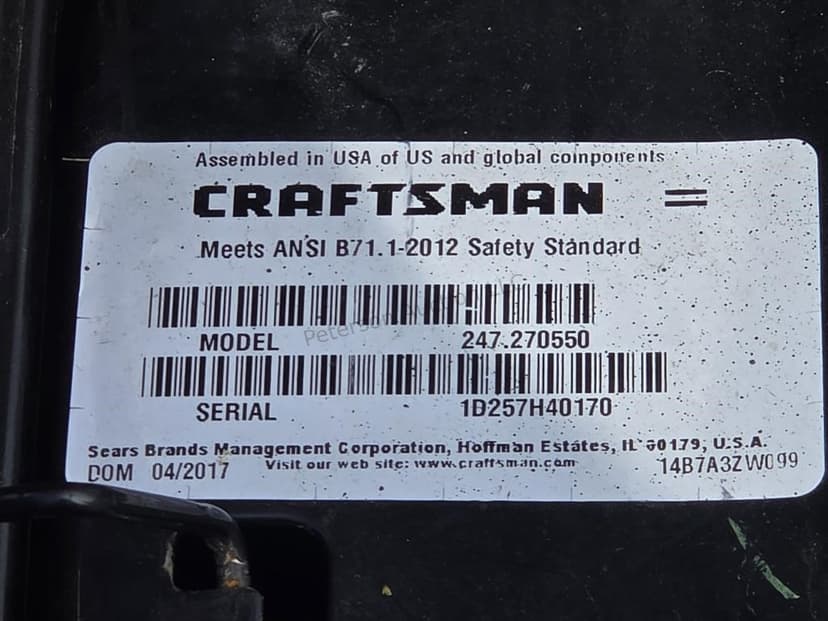 Assembled in USA of US and global components
CRAFTSMAN
Meets ANSI B71.1-2012 Safety Standard
MODEL 247.270550
SERIAL 1D257H40170
Sears Brands Management Corporation, Hoffman Estates, IL 60179, U.S.A.
DOM 04/2017 Visit our web site: www.craftsman.com 14B7A3ZW099